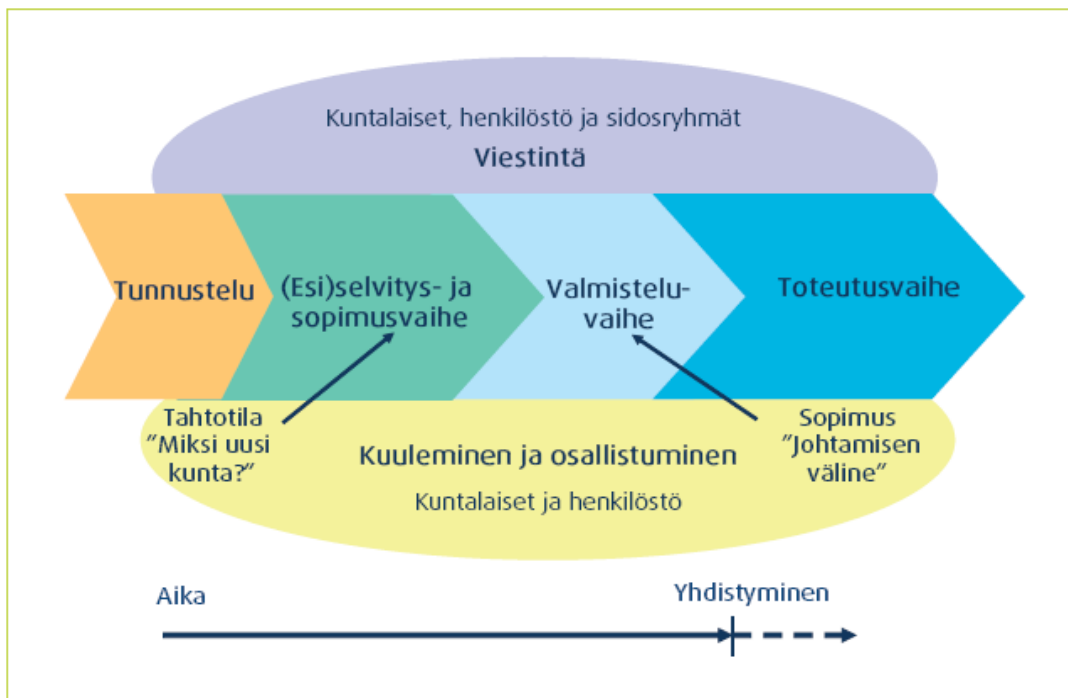 Kuntalaiset, henkilöstö ja sidosryhmät
Viestintä
Tunnustelu
(Esi)selvitys- ja
sopimusvaihe
Valmistelu-
vaihe
Toteutusvaihe
Tahtotila
”Miksi uusi
kunta?”
Kuuleminen ja osallistuminen
Kuntalaiset ja henkilöstö
Sopimus
”Johtamisen
väline”
Aika
Yhdistyminen